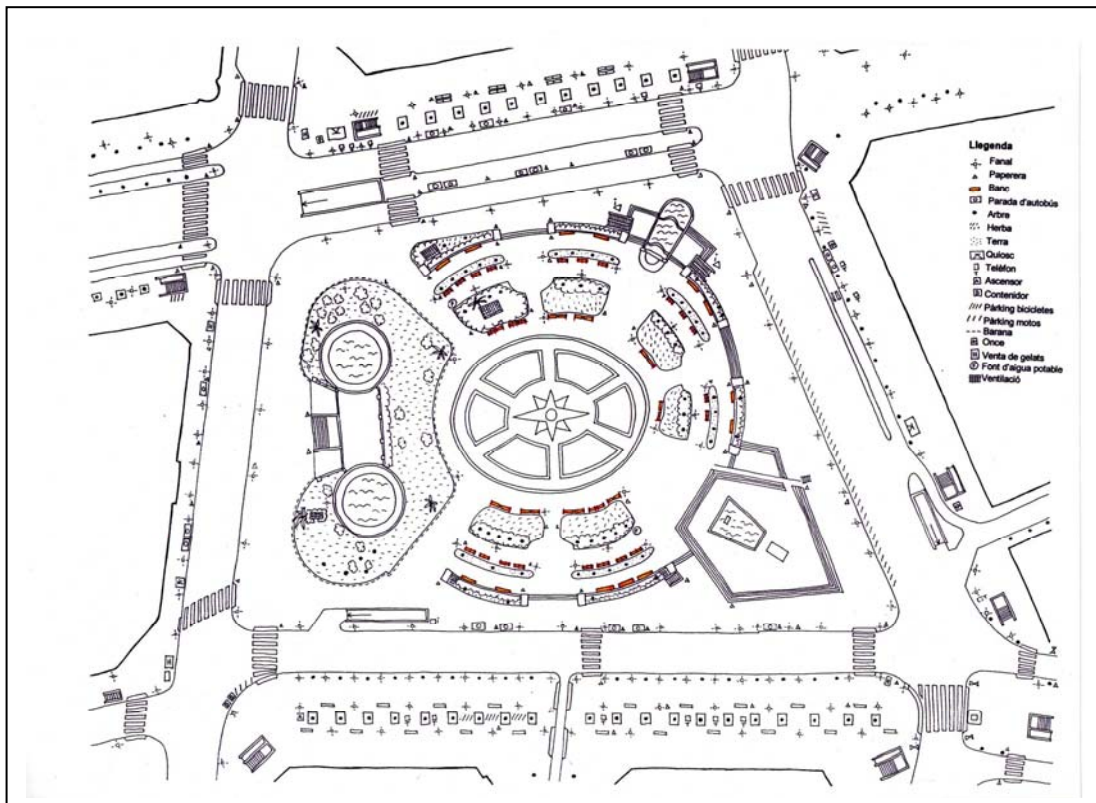 Llegenda
Fanal
Paperera
Banc
Parada d'autobús
Arbre
Herba
Terra
Quiosc
Telèfon
Ascensor
Contenidor
Pàrking bicicletes
Pàrking motos
Barana
Once
Venta de gelats
Font d'aigua potable
Ventilació